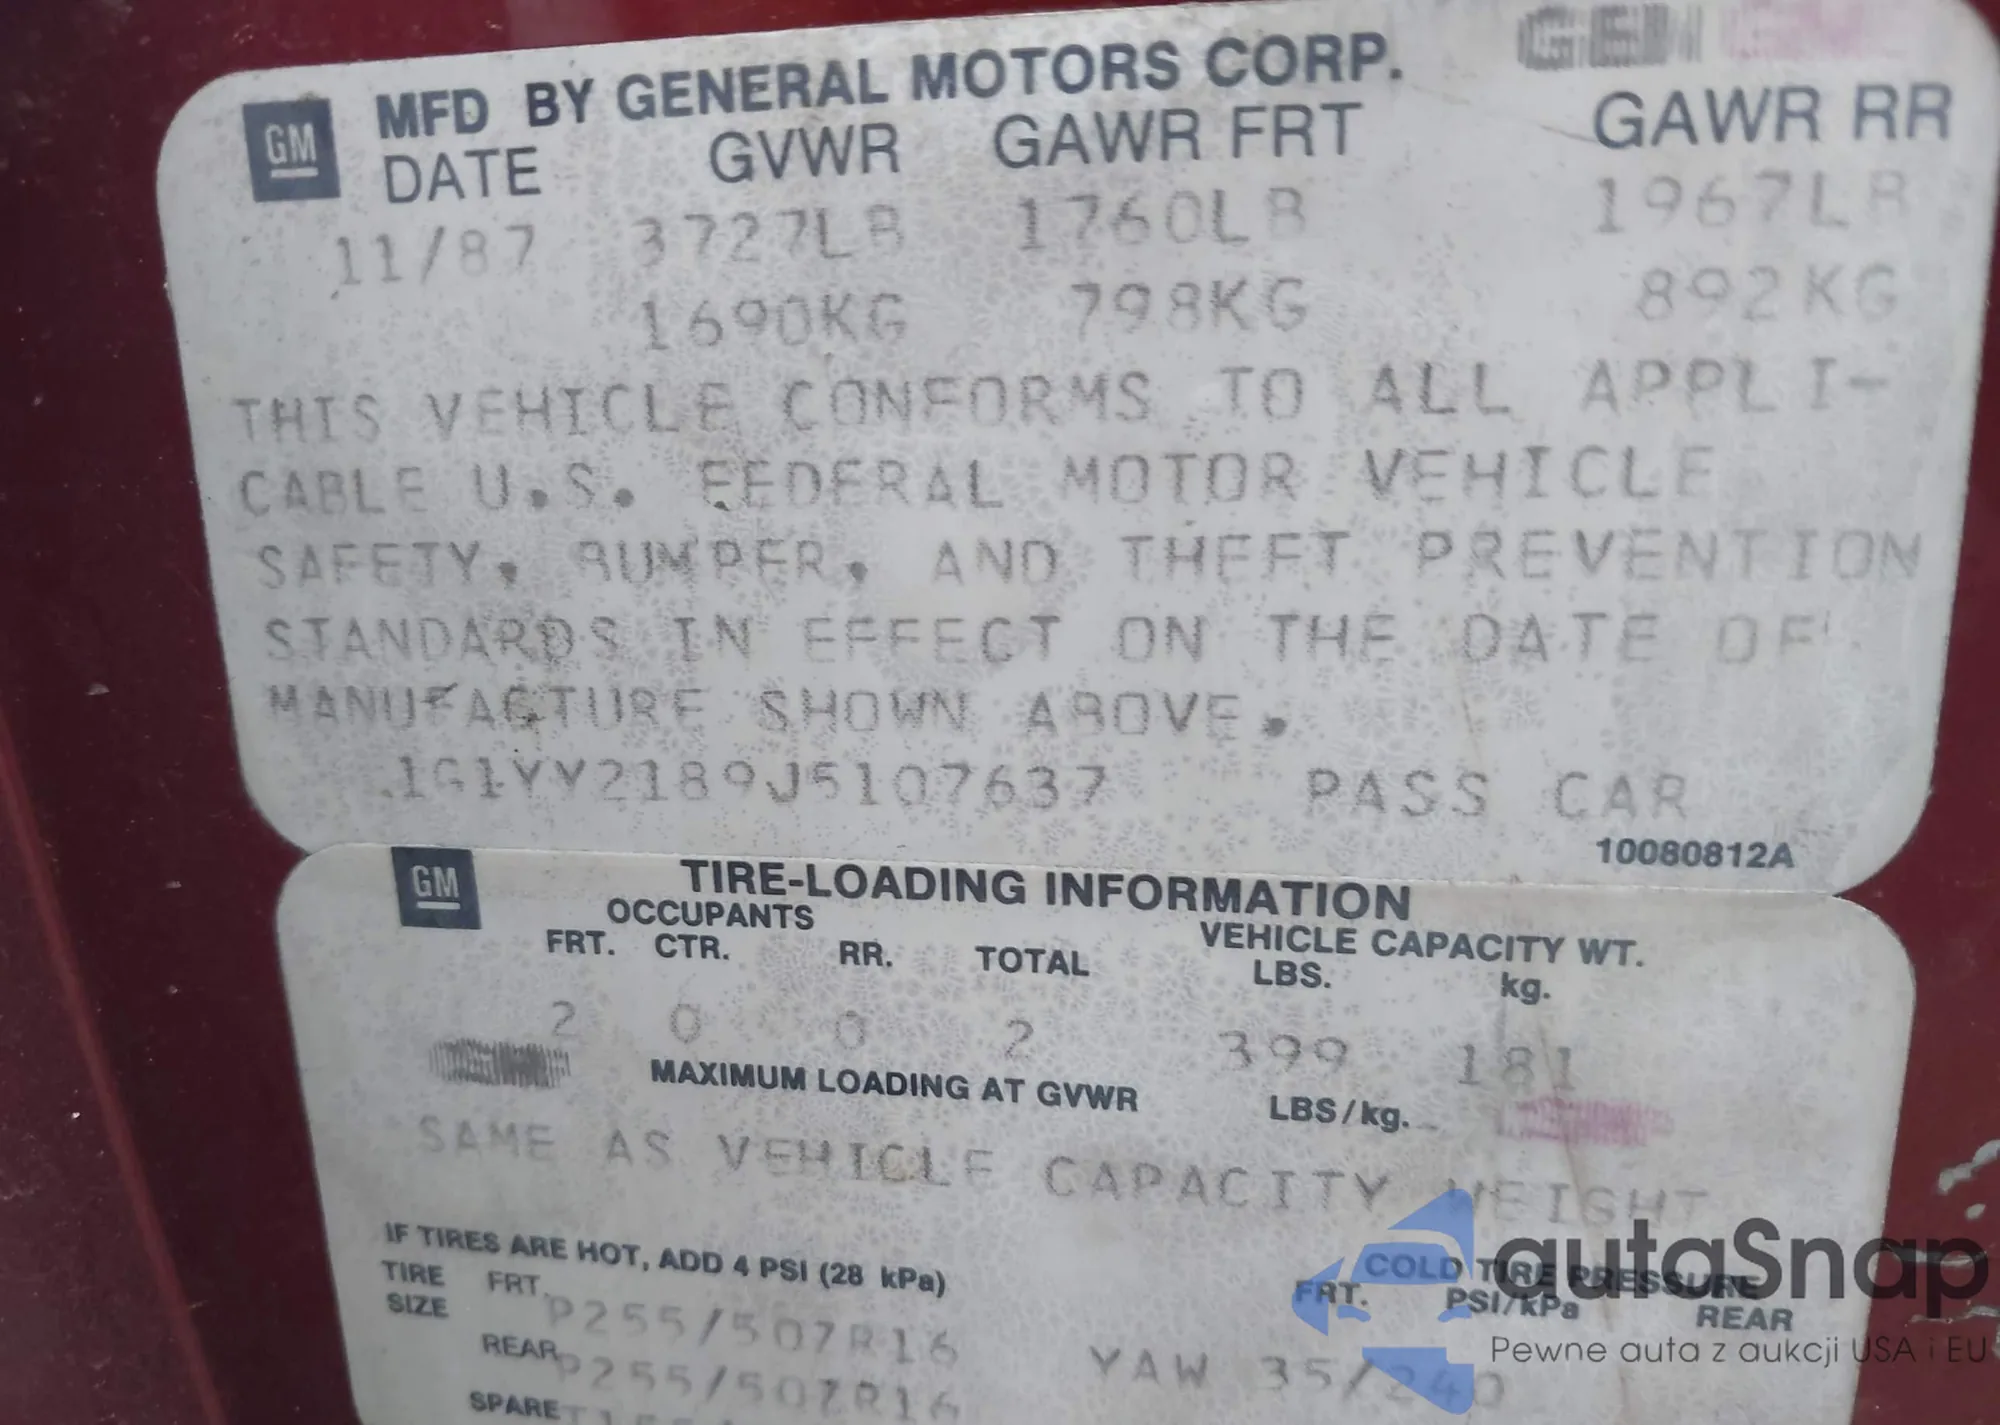 GM
MFD BY GENERAL MOTORS CORP.
DATE GVWR GAWR FRT GAWR RR
11/87 3727LB 1760LB 1967LB
1690KG 798KG 892KG
THIS VEHICLE CONFORMS TO ALL APPLI-
CABLE U.S. FEDERAL MOTOR VEHICLE
SAFETY, BUMPER, AND THEFT PREVENTION
STANDARDS IN EFFECT ON THE DATE OF
MANUFACTURE SHOWN ABOVE.
1G1YY2189J5107637 PASS CAR
10080812A
GM
TIRE-LOADING INFORMATION
OCCUPANTS VEHICLE CAPACITY WT.
FRT. CTR. RR. TOTAL LBS. kg.
2 0 0 2 399 181
MAXIMUM LOADING AT GVWR LBS/kg.
SAME AS VEHICLE CAPACITY WEIGHT
IF TIRES ARE HOT, ADD 4 PSI (28 kPa)
COLD TIRE PRESSURE
TIRE SIZE FRT. P255/50ZR16 FRT. PSI/kPa REAR
REAR P255/50ZR16 YAW 35/240
SPARE
autoSnap
Pewne auta z aukcji USA i EU